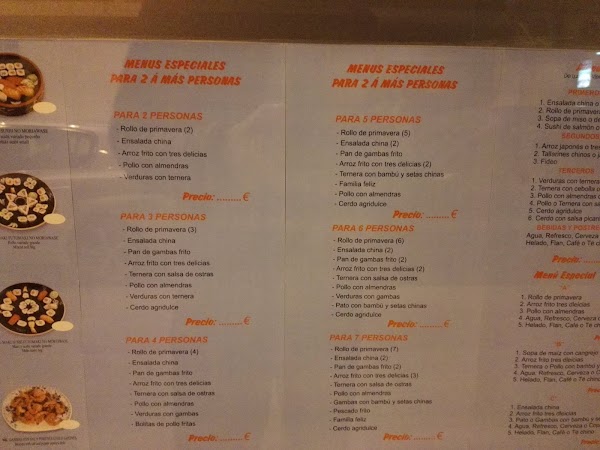 MENUS ESPECIALES
PARA 2 Á MÁS PERSONAS
PARA 2 PERSONAS
- Rollo de primavera (2)
- Ensalada china
- Arroz frito con tres delicias
- Pollo con almendras
- Verduras con ternera
Precio: .........€
PARA 3 PERSONAS
- Rollo de primavera (3)
- Ensalada china
- Pan de gambas frito
- Arroz frito con tres delicias
- Ternera con salsa de ostras
- Pollo con almendras
- Verduras con ternera
- Cerdo agridulce
Precio: .........€
PARA 4 PERSONAS
- Rollo de primavera (4)
- Ensalada china
- Pan de gambas frito
- Arroz frito con tres delicias
- Ternera con salsa de ostras
- Pollo con almendras
- Verduras con gambas
- Bolitas de pollo fritas
Precio: .........€
MENUS ESPECIALES
PARA 2 Á MÁS PERSONAS
PARA 5 PERSONAS
- Rollo de primavera (5)
- Ensalada china (2)
- Pan de gambas frito
- Arroz frito con tres delicias (2)
- Ternera con bambú y setas chinas
- Familia feliz
- Pollo con almendras
- Cerdo agridulce
Precio: .........€
PARA 6 PERSONAS
- Rollo de primavera (6)
- Ensalada china (2)
- Pan de gambas frito (2)
- Arroz frito con tres delicias (2)
- Ternera con salsa de ostras
- Pollo con almendras
- Verduras con gambas
- Pato con bambú y setas chinas
Precio: .........€
PARA 7 PERSONAS
- Rollo de primavera (7)
- Ensalada china (2)
- Pan de gambas frito (2)
- Arroz frito con tres delicias (3)
- Ternera con salsa de ostras
- Pollo con almendras
- Gambas con bambú y setas chinas
- Pescado frito
- Familia feliz
- Cerdo agridulce
Precio: .........€
PRIMERO
1. Ensalada china o
2. Rollo de primavera
3. Sopa de miso o de
4. Sushi de salmón
SEGUNDOS
1. Arroz japonés o tres
2. Tallarines chinos o
3. Fideo
TERCEROS
1. Verduras con ternera
2. Ternera con cebolla o
3. Pollo con almendras o
4. Pollo o Ternera con sals
5. Cerdo agridulce
6. Cerdo con salsa pican
BEBIDAS Y POSTRE
Agua, Refresco, Cerveza
Helado, Flan, Café o Té ch
Precio:
Menú Especial
"A"
1. Rollo de primavera
2. Arroz frito tres delicias
3. Pollo con almendras
4. Agua, Refresco, Cerveza o
5. Helado, Flan, Café o Té chino
"B"
1. Sopa de maíz con cangrejo
2. Arroz frito tres delicias
3. Ternera o Pollo con bambú y
4. Agua, Refresco, Cerveza o C
5. Helado, Flan, Café o Té chino
"C"
1. Ensalada china
2. Arroz frito tres delicias
3. Pato o Gambas con bambú y setas
4. Agua, Refresco, Cerveza o
5. Helado, Flan, Café o Té chino
Precio: